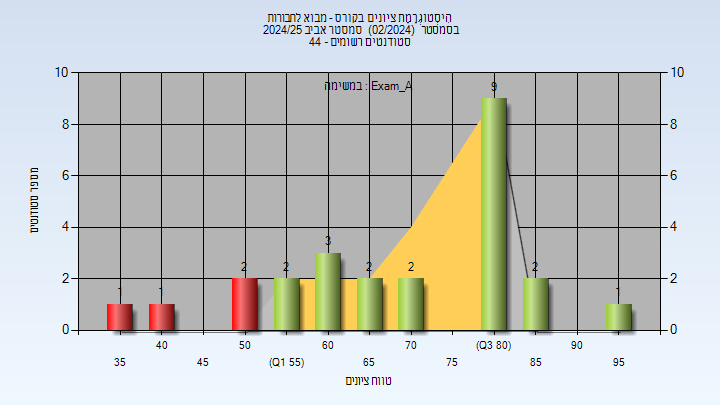 היסטוגרמת ציונים בקורס - מבוא לחבורות
בסמסטר (02/2024) סמסטר אביב 2024/25
סטודנטים רשומים - 44
במשימה : Exam_A
10 10
8 8
6 6
4 4
2 2
0 0
1 1 2 2 3 2 2 9 2 1
מספר סטודנטים
40 50 60 70 (Q3 80) 90
35 45 (Q1 55) 65 75 85 95
טווח ציונים